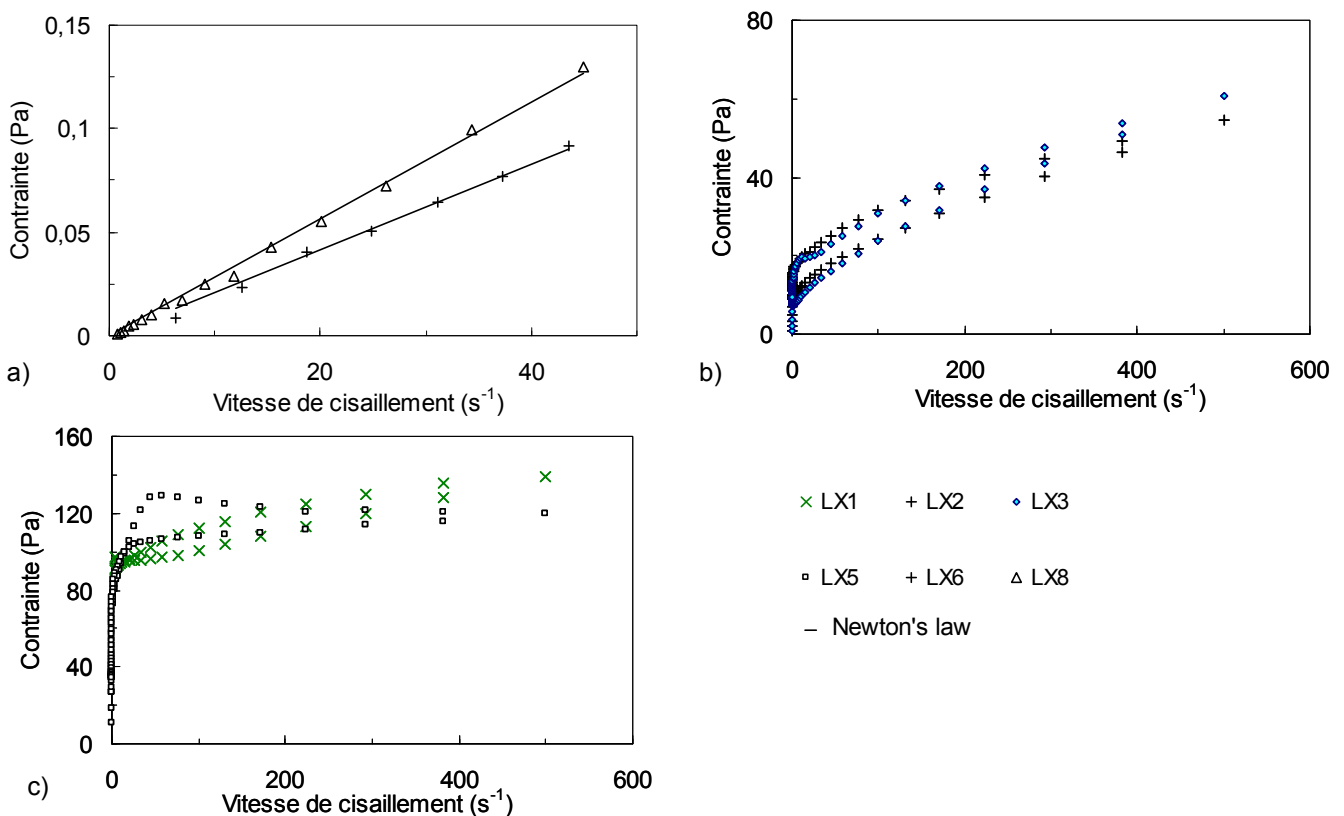 0,15
0,1
0,05
0
Contrainte (Pa)
0 20 40
Vitesse de cisaillement (s⁻¹)
a)
80
40
0
Contrainte (Pa)
0 200 400 600
Vitesse de cisaillement (s⁻¹)
b)
160
120
80
40
0
Contrainte (Pa)
0 200 400 600
Vitesse de cisaillement (s⁻¹)
c)
LX1 LX2 LX3
LX5 LX6 LX8
Newton's law